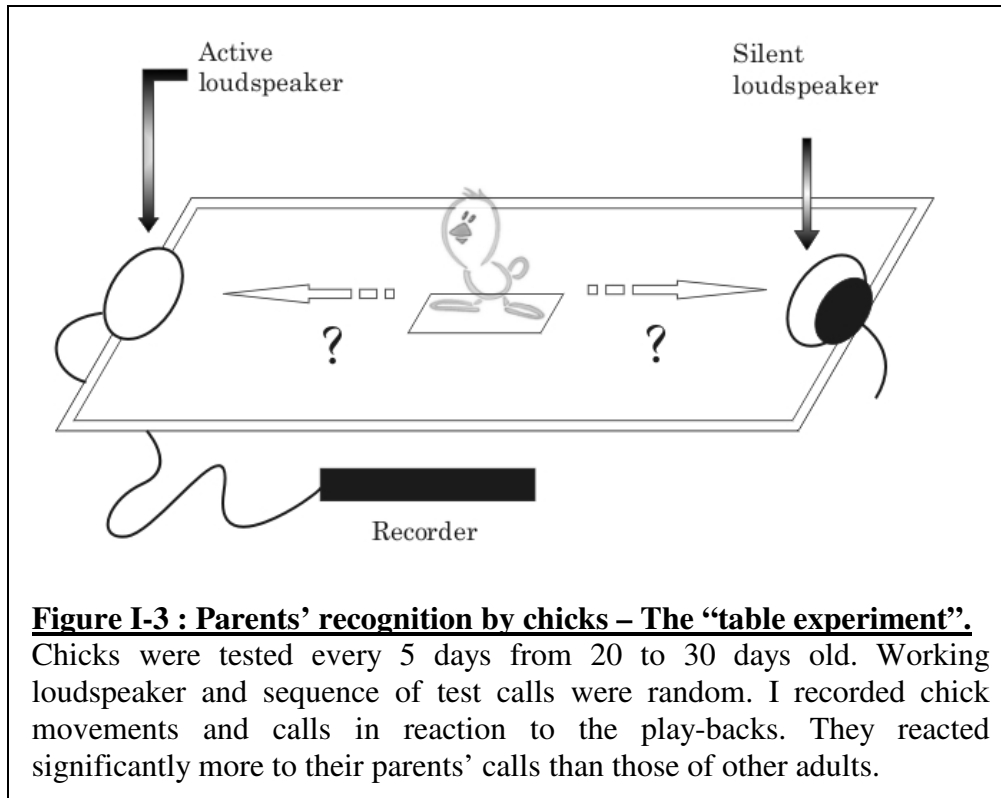 Active
loudspeaker
Silent
loudspeaker
?
?
Recorder
Figure I-3 : Parents’ recognition by chicks – The “table experiment”.
Chicks were tested every 5 days from 20 to 30 days old. Working
loudspeaker and sequence of test calls were random. I recorded chick
movements and calls in reaction to the play-backs. They reacted
significantly more to their parents’ calls than those of other adults.